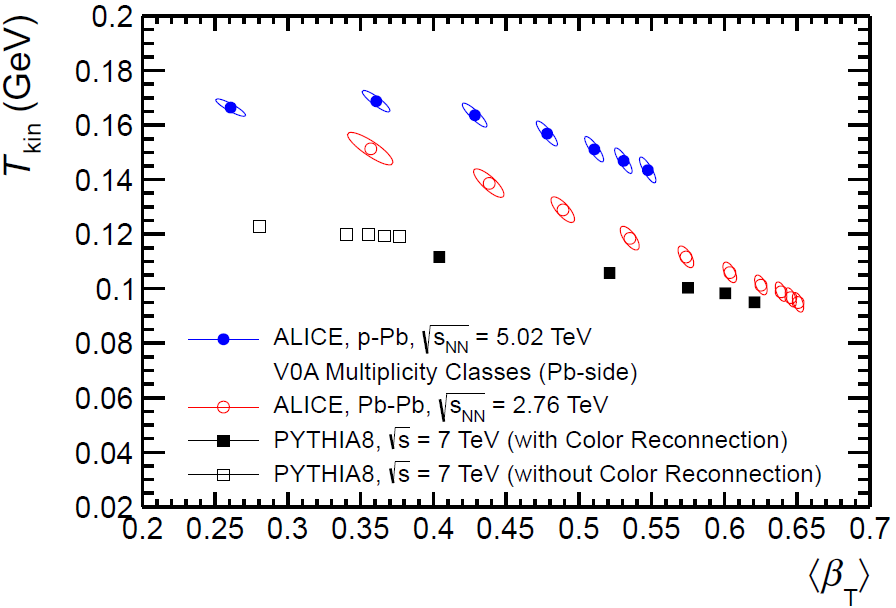 T_kin (GeV)
0.2
0.18
0.16
0.14
0.12
0.1
0.08
0.06
0.04
0.02
ALICE, p-Pb, √s_NN = 5.02 TeV
V0A Multiplicity Classes (Pb-side)
ALICE, Pb-Pb, √s_NN = 2.76 TeV
PYTHIA8, √s = 7 TeV (with Color Reconnection)
PYTHIA8, √s = 7 TeV (without Color Reconnection)
0.2 0.25 0.3 0.35 0.4 0.45 0.5 0.55 0.6 0.65 0.7
⟨β_T⟩